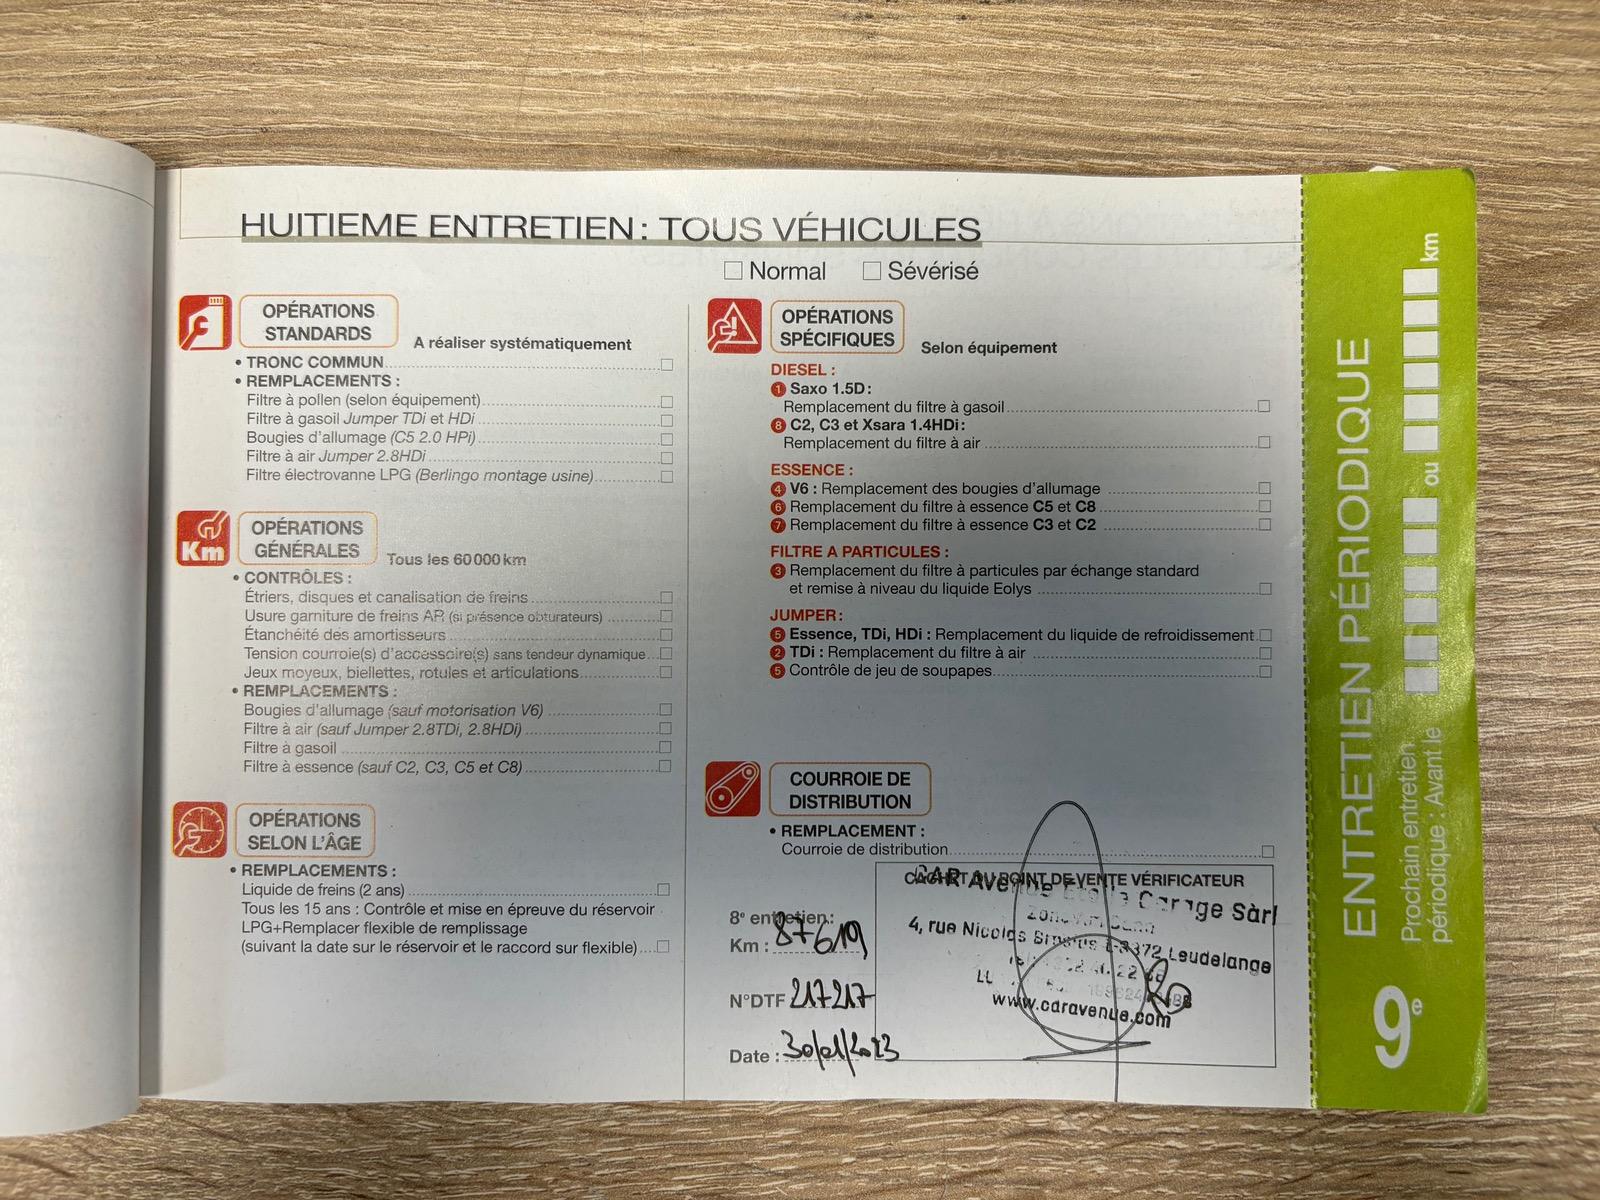 HUITIEME ENTRETIEN : TOUS VÉHICULES
Normal Sévérisé
OPÉRATIONS
STANDARDS
A réaliser systématiquement
• TRONC COMMUN
• REMPLACEMENTS :
Filtre à pollen (selon équipement)
Filtre à gasoil Jumper TDi et HDi
Bougies d'allumage (C5 2.0 HPi)
Filtre à air Jumper 2.8HDi
Filtre électrovanne LPG (Berlingo montage usine)
Km
OPÉRATIONS
GÉNÉRALES
Tous les 60 000 km
• CONTRÔLES :
Étriers, disques et canalisation de freins
Usure garniture de freins AR (si présence obturateurs)
Étanchéité des amortisseurs
Tension courroie(s) d'accessoire(s) sans tendeur dynamique
Jeux moyeux, biellettes, rotules et articulations
• REMPLACEMENTS :
Bougies d'allumage (sauf motorisation V6)
Filtre à air (sauf Jumper 2.8TDi, 2.8HDi)
Filtre à gasoil
Filtre à essence (sauf C2, C3, C5 et C8)
OPÉRATIONS
SELON L'ÂGE
• REMPLACEMENTS :
Liquide de freins (2 ans)
Tous les 15 ans : Contrôle et mise en épreuve du réservoir
LPG+Remplacer flexible de remplissage
(suivant la date sur le réservoir et le raccord sur flexible)
OPÉRATIONS
SPÉCIFIQUES
Selon équipement
DIESEL :
1 Saxo 1.5D :
Remplacement du filtre à gasoil
8 C2, C3 et Xsara 1.4HDi :
Remplacement du filtre à air
ESSENCE :
4 V6 : Remplacement des bougies d'allumage
6 Remplacement du filtre à essence C5 et C8
7 Remplacement du filtre à essence C3 et C2
FILTRE A PARTICULES :
3 Remplacement du filtre à particules par échange standard
et remise à niveau du liquide Eolys
JUMPER :
5 Essence, TDi, HDi : Remplacement du liquide de refroidissement
2 TDi : Remplacement du filtre à air
5 Contrôle de jeu de soupapes
COURROIE DE
DISTRIBUTION
• REMPLACEMENT :
Courroie de distribution
CACHET DU POINT DE VENTE VÉRIFICATEUR
CAR Avenue Garage Sàrl
4, rue Nicolas Leudelange
www.caravenue.com
8e entretien :
Km : 87619
N°DTF 217217
Date : 30/01/2023
ENTRETIEN PÉRIODIQUE
Prochain entretien
périodique : Avant le ou km
9e